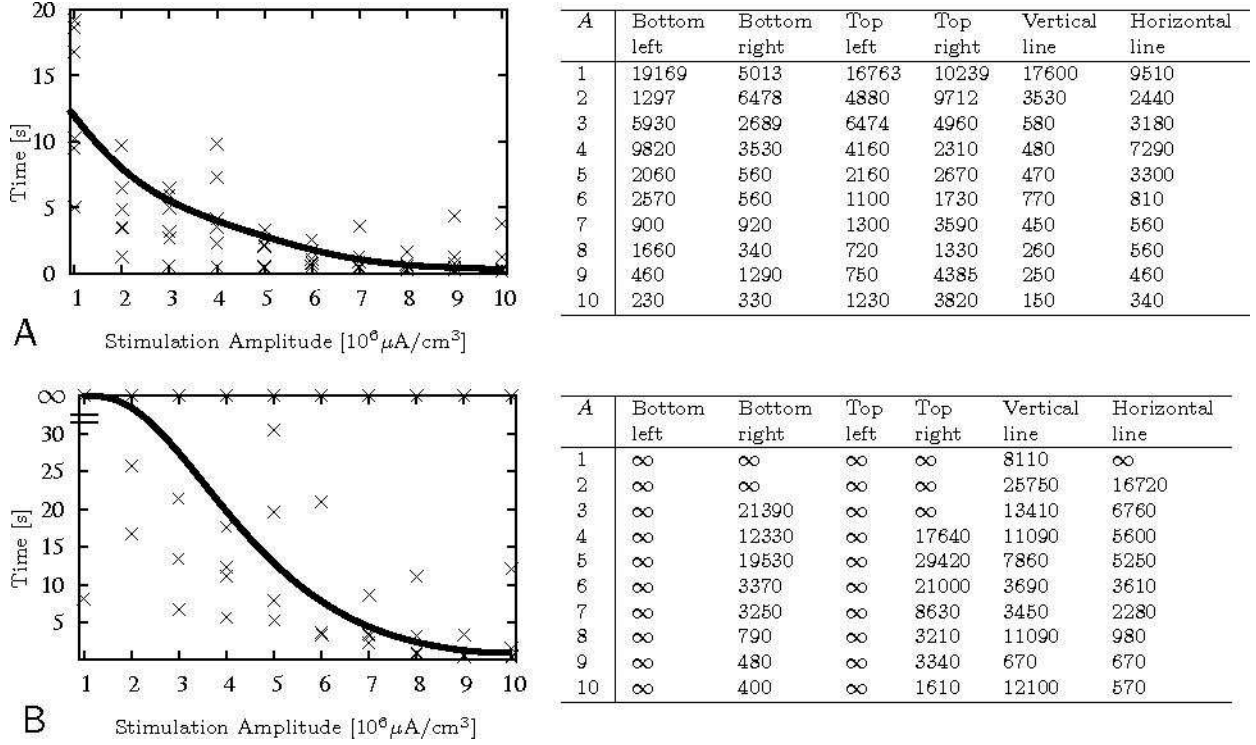 20
15
10
5
0
Time [s]
1 2 3 4 5 6 7 8 9 10
Stimulation Amplitude [10⁶µA/cm³]
A
A Bottom left Bottom right Top left Top right Vertical line Horizontal line
1 19169 5013 16763 10239 17600 9510
2 1297 6478 4880 9712 3530 2440
3 5930 2689 6474 4960 580 3180
4 9820 3530 4160 2310 480 7290
5 2060 560 2160 2670 470 3300
6 2570 560 1100 1730 770 810
7 900 920 1300 3590 450 560
8 1660 340 720 1330 260 560
9 460 1290 750 4385 250 460
10 230 330 1230 3820 150 340
∞
30
25
20
15
10
5
Time [s]
1 2 3 4 5 6 7 8 9 10
Stimulation Amplitude [10⁶µA/cm³]
B
A Bottom left Bottom right Top left Top right Vertical line Horizontal line
1 ∞ ∞ ∞ ∞ 8110 ∞
2 ∞ ∞ ∞ ∞ 25750 16720
3 ∞ 21390 ∞ ∞ 13410 6760
4 ∞ 12330 ∞ 17640 11090 5600
5 ∞ 19530 ∞ 29420 7860 5250
6 ∞ 3370 ∞ 21000 3690 3610
7 ∞ 3250 ∞ 8630 3450 2280
8 ∞ 790 ∞ 3210 11090 980
9 ∞ 480 ∞ 3340 670 670
10 ∞ 400 ∞ 1610 12100 570